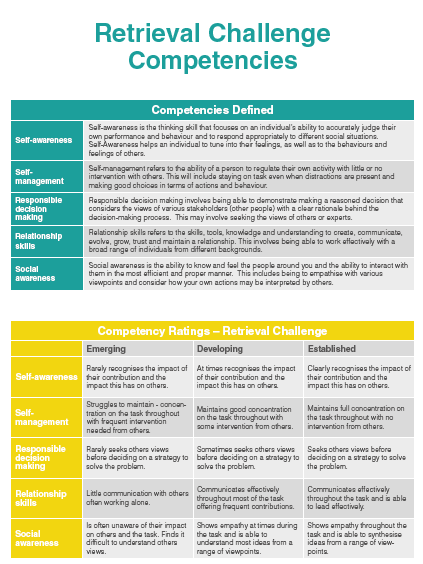 Retrieval Challenge
Competencies
Competencies Defined
Self-awareness
Self-awareness is the thinking skill that focuses on an individual's ability to accurately judge their
own performance and behaviour and to respond appropriately to different social situations.
Self-Awareness helps an individual to tune into their feelings, as well as to the behaviours and
feelings of others.
Self-
management
Self-management refers to the ability of a person to regulate their own activity with little or no
intervention with others. This will include staying on task even when distractions are present and
making good choices in terms of actions and behaviour.
Responsible
decision
making
Responsible decision making involves being able to demonstrate making a reasoned decision that
considers the views of various stakeholders (other people) with a clear rationale behind the
decision-making process. This may involve seeking the views of others or experts.
Relationship
skills
Relationship skills refers to the skills, tools, knowledge and understanding to create, communicate,
evolve, grow, trust and maintain a relationship. This involves being able to work effectively with a
broad range of individuals from different backgrounds.
Social
awareness
Social awareness is the ability to know and feel the people around you and the ability to interact with
them in the most efficient and proper manner. This includes being to empathise with various
viewpoints and consider how your own actions may be interpreted by others.
Competency Ratings – Retrieval Challenge
Emerging
Developing
Established
Self-awareness
Rarely recognises the impact of
their contribution and the
impact this has on others.
At times recognises the impact
of their contribution and the
impact this has on others.
Clearly recognises the impact of
their contribution and the
impact this has on others.
Self-
management
Struggles to maintain - concen-
tration on the task throughout
with frequent intervention
needed from others.
Maintains good concentration
on the task throughout with
some intervention from others.
Maintains full concentration on
the task throughout with no
intervention from others.
Responsible
decision
making
Rarely seeks others views
before deciding on a strategy to
solve the problem.
Sometimes seeks others views
before deciding on a strategy to
solve the problem.
Seeks others views before
deciding on a strategy to solve
the problem.
Relationship
skills
Little communication with others
often working alone.
Communicates effectively
throughout most of the task
offering frequent contributions.
Communicates effectively
throughout the task and is able
to lead effectively.
Social
awareness
Is often unaware of their impact
on others and the task. Finds it
difficult to understand others
views.
Shows empathy at times during
the task and is able to
understand most ideas from a
range of viewpoints.
Shows empathy throughout the
task and is able to synthesise
ideas from a range of view-
points.